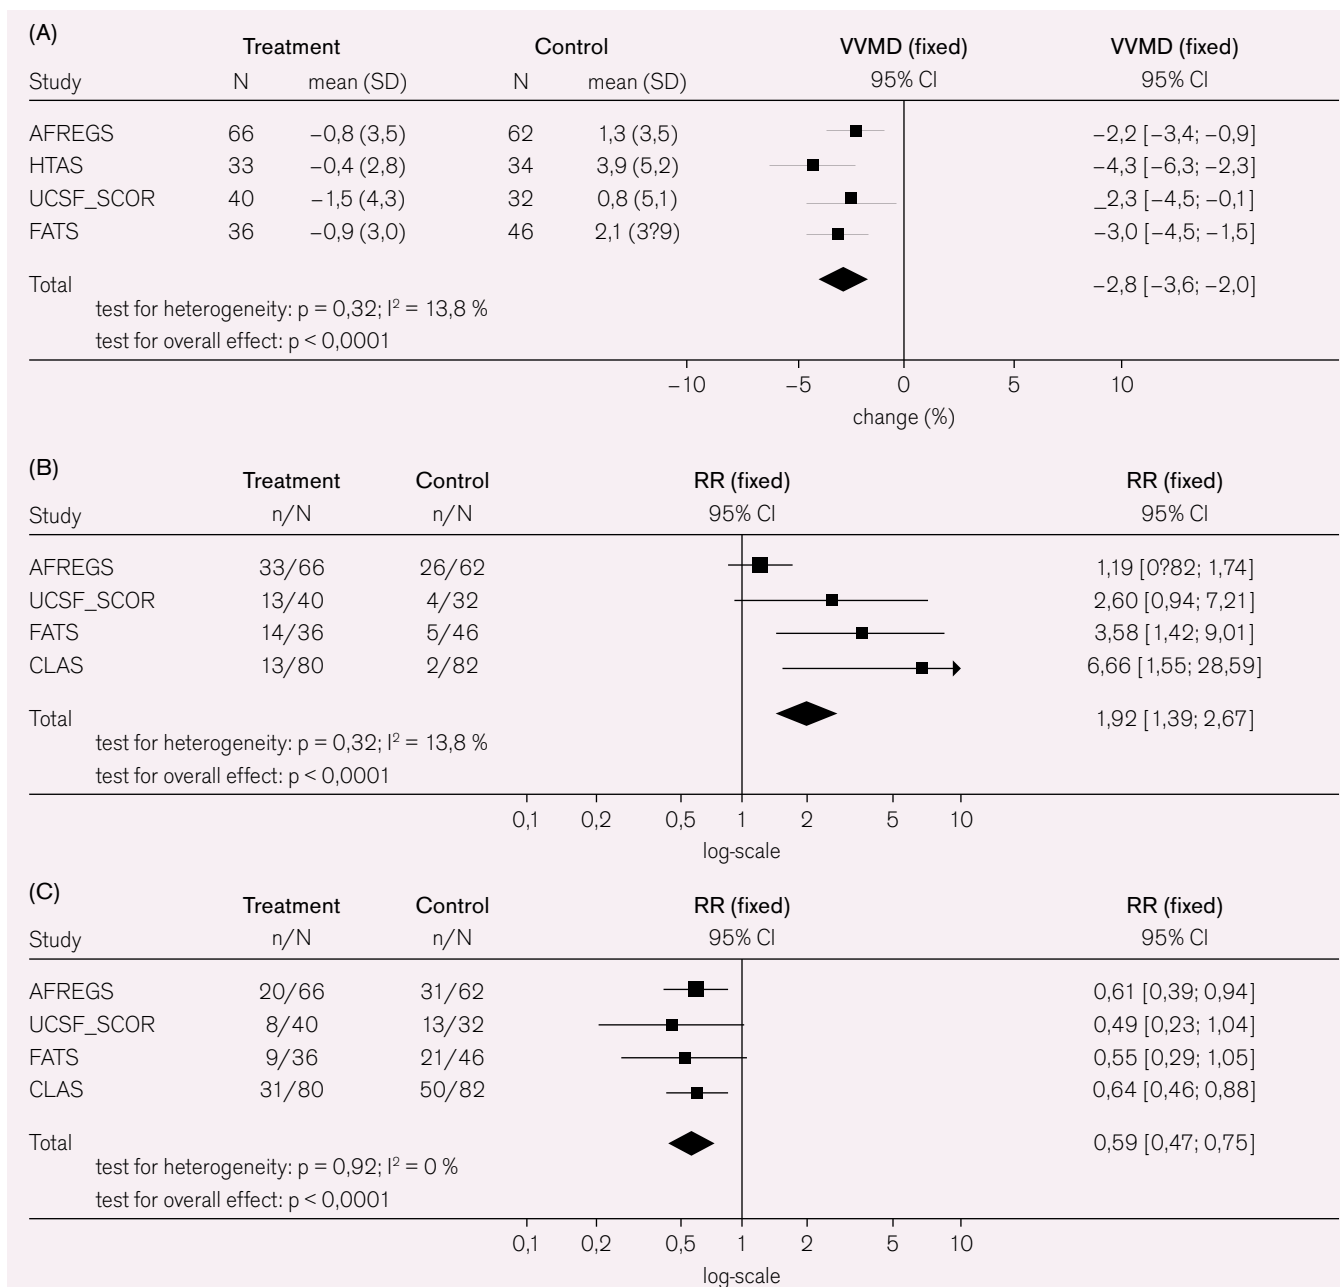 (A)
Treatment Control VVMD (fixed) VVMD (fixed)
Study N mean (SD) N mean (SD) 95% CI 95% CI
AFREGS 66 −0,8 (3,5) 62 1,3 (3,5) −2,2 [−3,4; −0,9]
HTAS 33 −0,4 (2,8) 34 3,9 (5,2) −4,3 [−6,3; −2,3]
UCSF_SCOR 40 −1,5 (4,3) 32 0,8 (5,1) _2,3 [−4,5; −0,1]
FATS 36 −0,9 (3,0) 46 2,1 (3?9) −3,0 [−4,5; −1,5]
Total −2,8 [−3,6; −2,0]
test for heterogeneity: p = 0,32; I² = 13,8 %
test for overall effect: p < 0,0001
−10 −5 0 5 10
change (%)
(B)
Treatment Control RR (fixed) RR (fixed)
Study n/N n/N 95% CI 95% CI
AFREGS 33/66 26/62 1,19 [0?82; 1,74]
UCSF_SCOR 13/40 4/32 2,60 [0,94; 7,21]
FATS 14/36 5/46 3,58 [1,42; 9,01]
CLAS 13/80 2/82 6,66 [1,55; 28,59]
Total 1,92 [1,39; 2,67]
test for heterogeneity: p = 0,32; I² = 13,8 %
test for overall effect: p < 0,0001
0,1 0,2 0,5 1 2 5 10
log-scale
(C)
Treatment Control RR (fixed) RR (fixed)
Study n/N n/N 95% CI 95% CI
AFREGS 20/66 31/62 0,61 [0,39; 0,94]
UCSF_SCOR 8/40 13/32 0,49 [0,23; 1,04]
FATS 9/36 21/46 0,55 [0,29; 1,05]
CLAS 31/80 50/82 0,64 [0,46; 0,88]
Total 0,59 [0,47; 0,75]
test for heterogeneity: p = 0,92; I² = 0 %
test for overall effect: p < 0,0001
0,1 0,2 0,5 1 2 5 10
log-scale